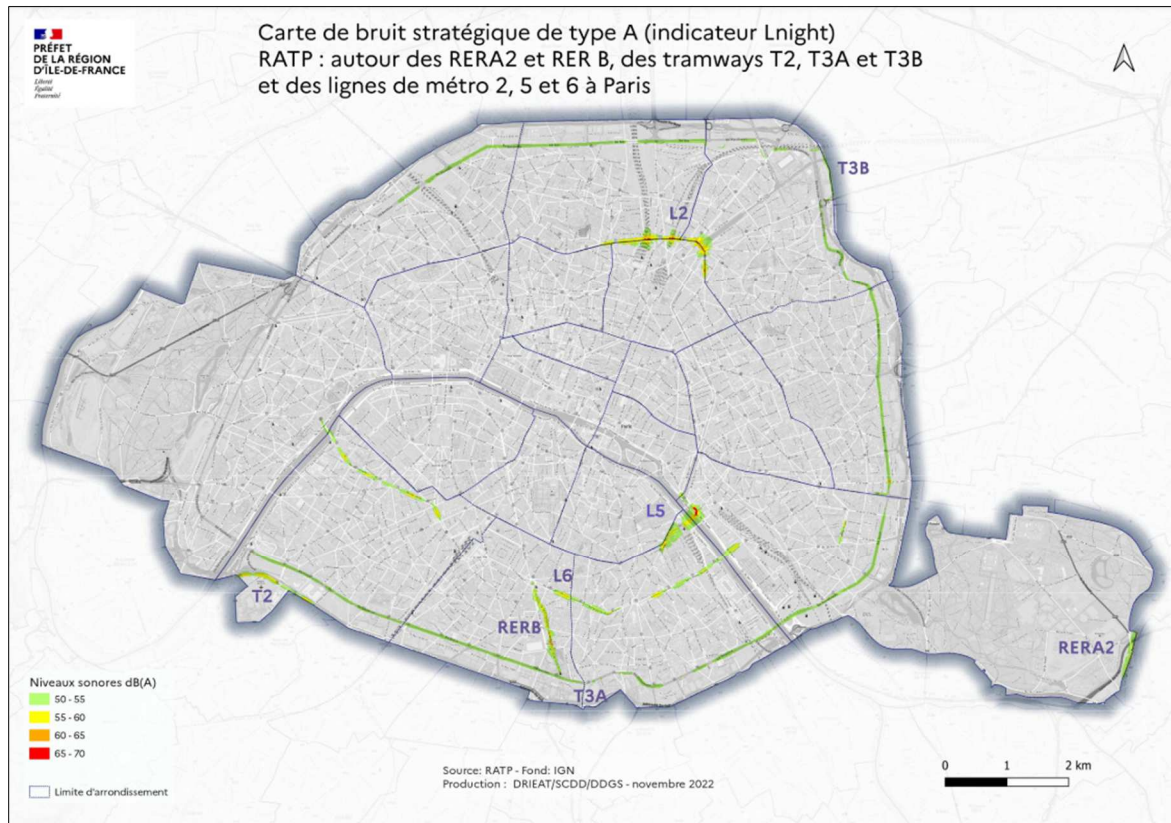 PRÉFET
DE LA RÉGION
D'ÎLE-DE-FRANCE
Liberté
Égalité
Fraternité
Carte de bruit stratégique de type A (indicateur Lnight)
RATP : autour des RERA2 et RER B, des tramways T2, T3A et T3B
et des lignes de métro 2, 5 et 6 à Paris
T3B
L2
L5
L6
T2
RERB
RERA2
T3A
Niveaux sonores dB(A)
50 - 55
55 - 60
60 - 65
65 - 70
Limite d'arrondissement
Source: RATP - Fond: IGN
Production : DRIEAT/SCDD/DDGS - novembre 2022
0 1 2 km